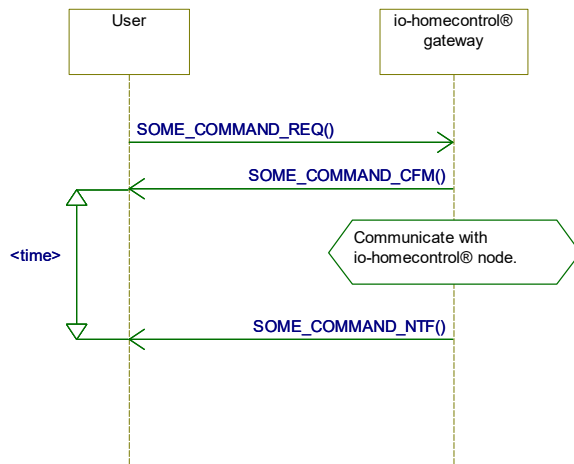 User
io-homecontrol®
gateway
SOME_COMMAND_REQ()
SOME_COMMAND_CFM()
Communicate with
io-homecontrol® node.
<time>
SOME_COMMAND_NTF()